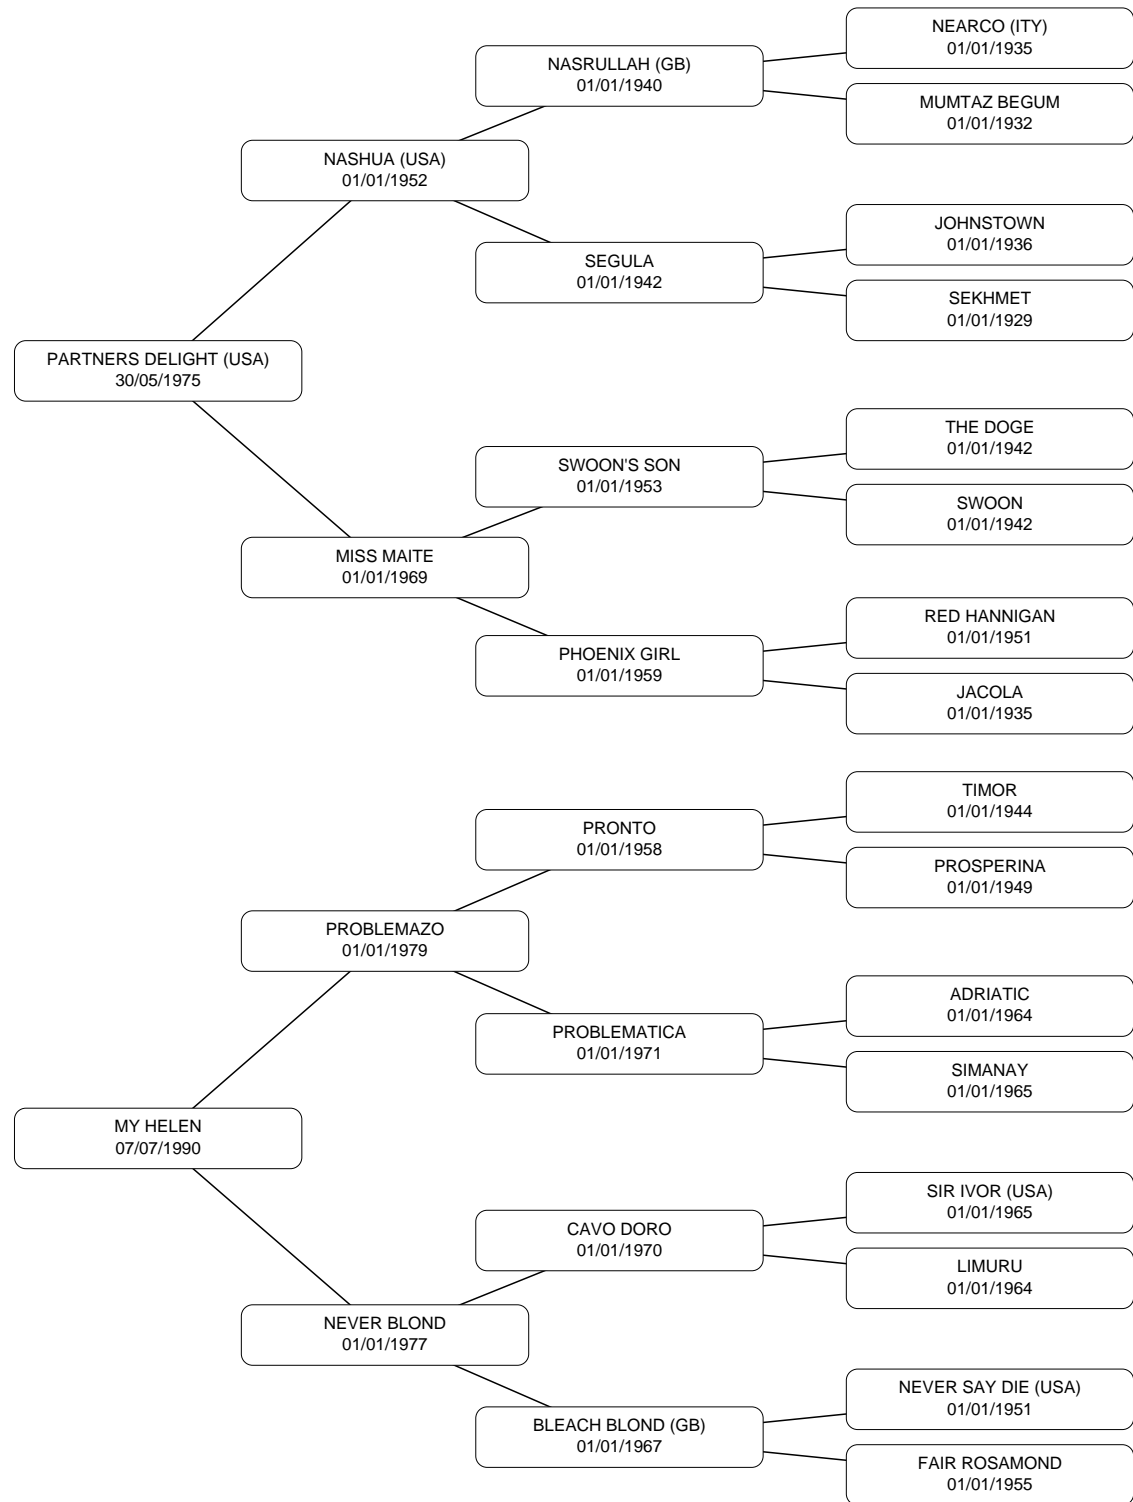 NEARCO (ITY)
01/01/1935
NASRULLAH (GB)
01/01/1940
MUMTAZ BEGUM
01/01/1932
NASHUA (USA)
01/01/1952
JOHNSTOWN
01/01/1936
SEGULA
01/01/1942
SEKHMET
01/01/1929
PARTNERS DELIGHT (USA)
30/05/1975
THE DOGE
01/01/1942
SWOON'S SON
01/01/1953
SWOON
01/01/1942
MISS MAITE
01/01/1969
RED HANNIGAN
01/01/1951
PHOENIX GIRL
01/01/1959
JACOLA
01/01/1935
TIMOR
01/01/1944
PRONTO
01/01/1958
PROSPERINA
01/01/1949
PROBLEMAZO
01/01/1979
ADRIATIC
01/01/1964
PROBLEMATICA
01/01/1971
SIMANAY
01/01/1965
MY HELEN
07/07/1990
SIR IVOR (USA)
01/01/1965
CAVO DORO
01/01/1970
LIMURU
01/01/1964
NEVER BLOND
01/01/1977
NEVER SAY DIE (USA)
01/01/1951
BLEACH BLOND (GB)
01/01/1967
FAIR ROSAMOND
01/01/1955